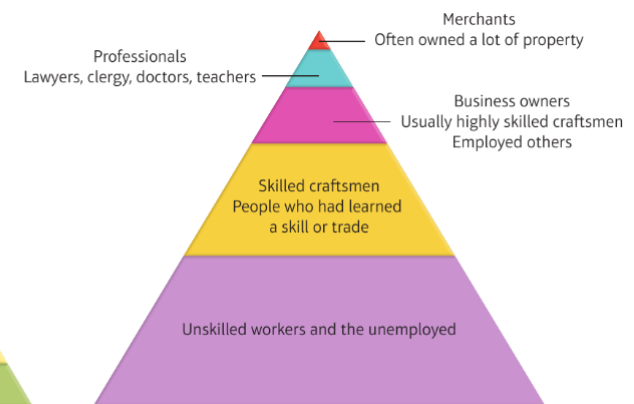 Merchants
Often owned a lot of property
Professionals
Lawyers, clergy, doctors, teachers
Business owners
Usually highly skilled craftsmen
Employed others
Skilled craftsmen
People who had learned
a skill or trade
Unskilled workers and the unemployed